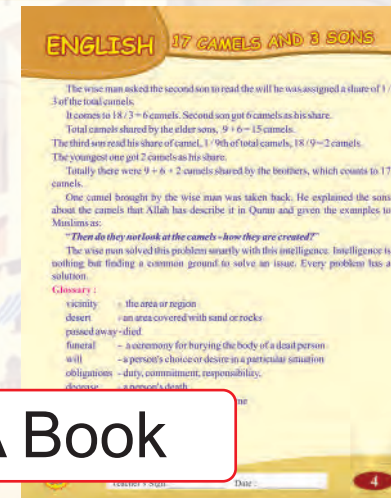 ENGLISH 17 CAMELS AND 3 SONS
The wise man asked the second son to read the will he was assigned a share of 1 /
3 of the total camels.
It comes to 18 / 3 = 6 camels. Second son got 6 camels as his share.
Total camels shared by the elder sons, 9 + 6 = 15 camels.
The third son read his share of camel, 1 / 9th of total camels, 18 / 9 = 2 camels.
The youngest one got 2 camels as his share.
Totally there were 9 + 6 + 2 camels shared by the brothers, which counts to 17
camels.
One camel brought by the wise man was taken back. He explained the sons
about the camels that Allah has describe it in Quran and given the examples to
Muslims as:
"Then do they not look at the camels - how they are created?"
The wise man solved this problem smartly with this intelligence. Intelligence is
nothing but finding a common ground to solve an issue. Every problem has a
solution.
Glossary :
vicinity - the area or region
desert - an area covered with sand or rocks
passed away - died
funeral - a ceremony for burying the body of a dead person
will - a person's choice or desire in a particular situation
obligations - duty, commitment, responsibility.
decease - a person's death
A Book
Teacher's Sign: Date :
4